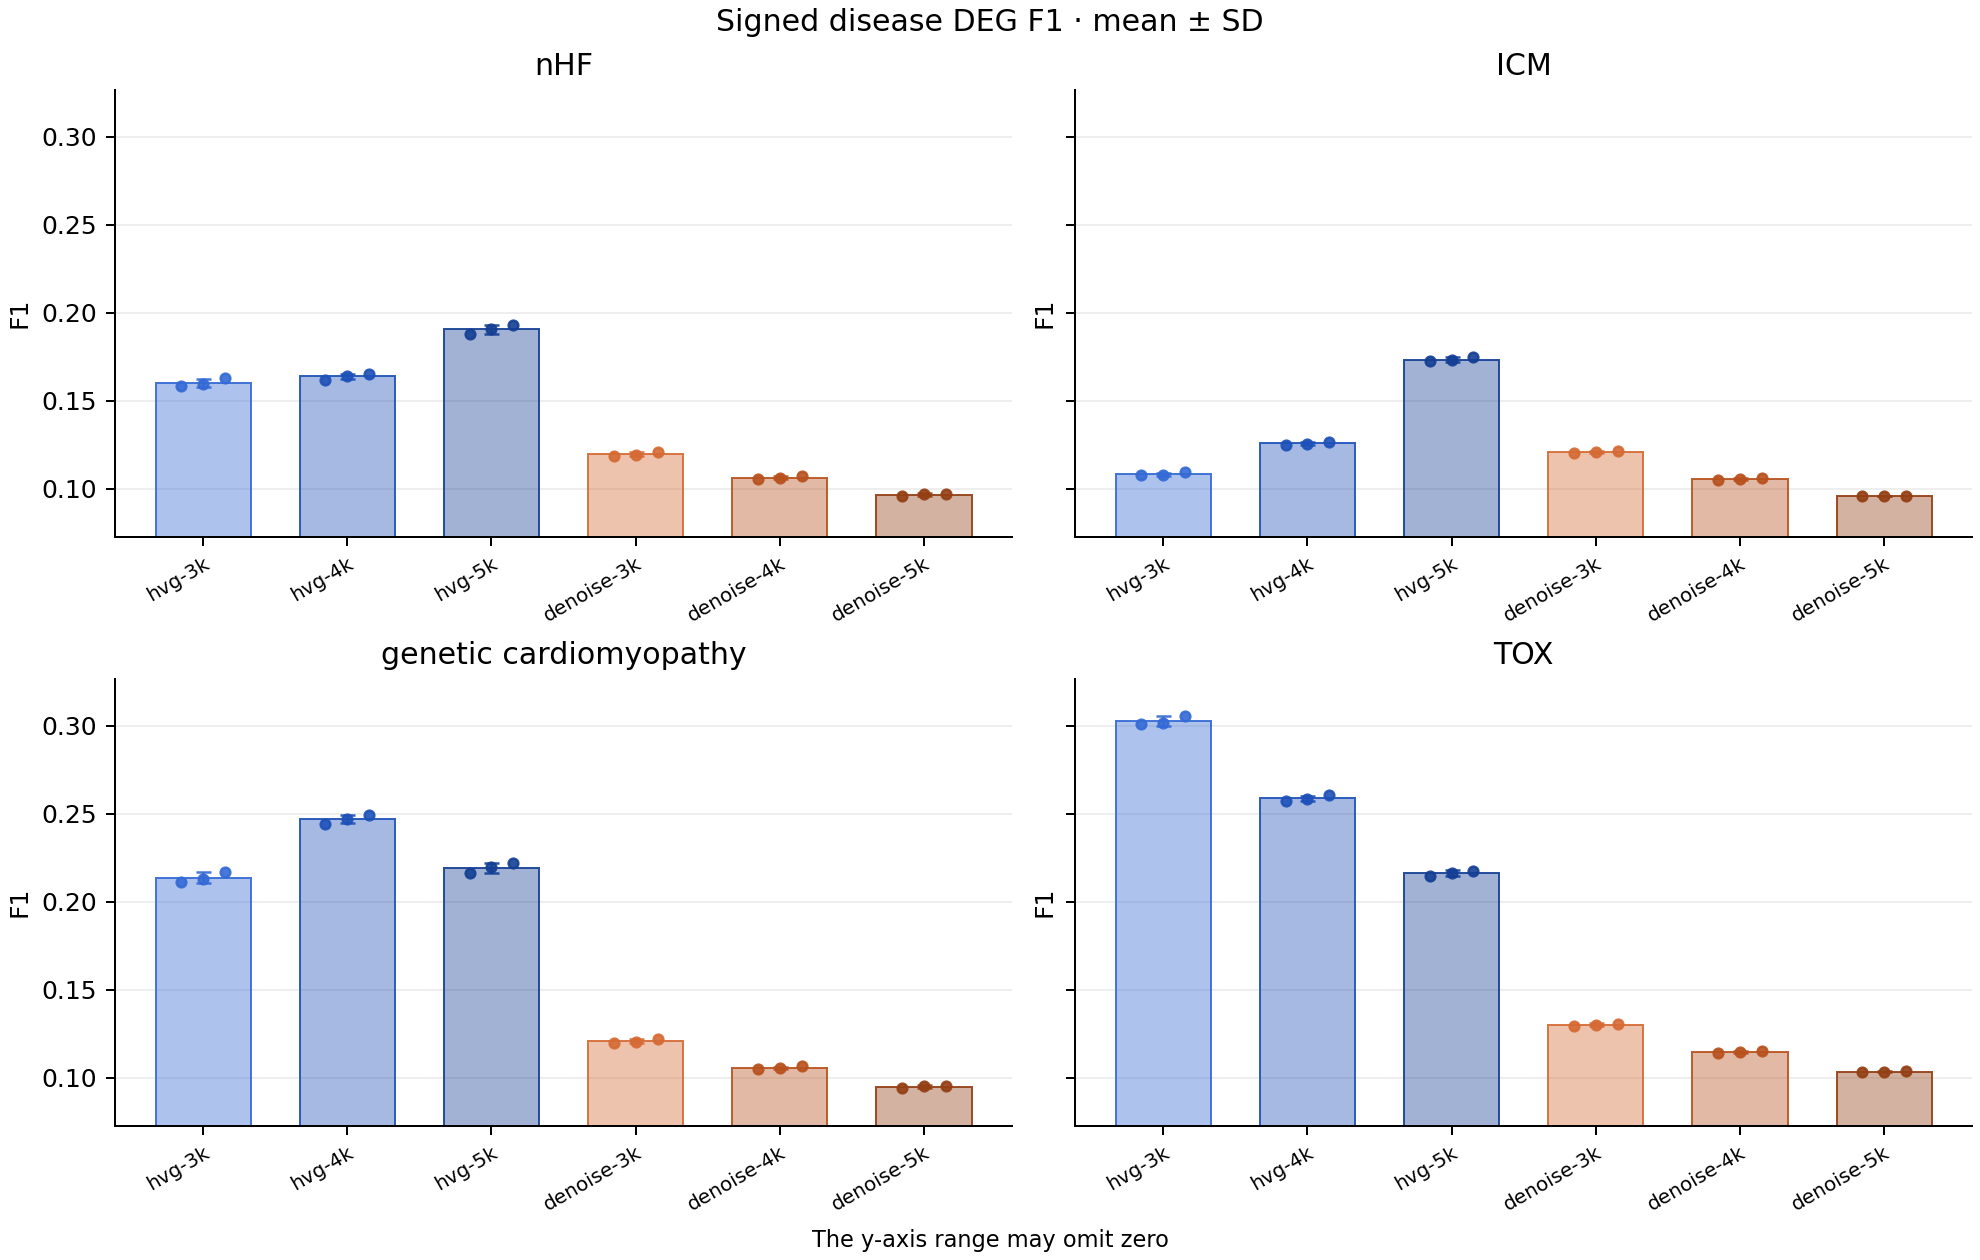 Signed disease DEG F1 · mean ± SD
nHF
F1
0.30
0.25
0.20
0.15
0.10
hvg-3k
hvg-4k
hvg-5k
denoise-3k
denoise-4k
denoise-5k
ICM
F1
hvg-3k
hvg-4k
hvg-5k
denoise-3k
denoise-4k
denoise-5k
genetic cardiomyopathy
F1
0.30
0.25
0.20
0.15
0.10
hvg-3k
hvg-4k
hvg-5k
denoise-3k
denoise-4k
denoise-5k
TOX
F1
hvg-3k
hvg-4k
hvg-5k
denoise-3k
denoise-4k
denoise-5k
The y-axis range may omit zero